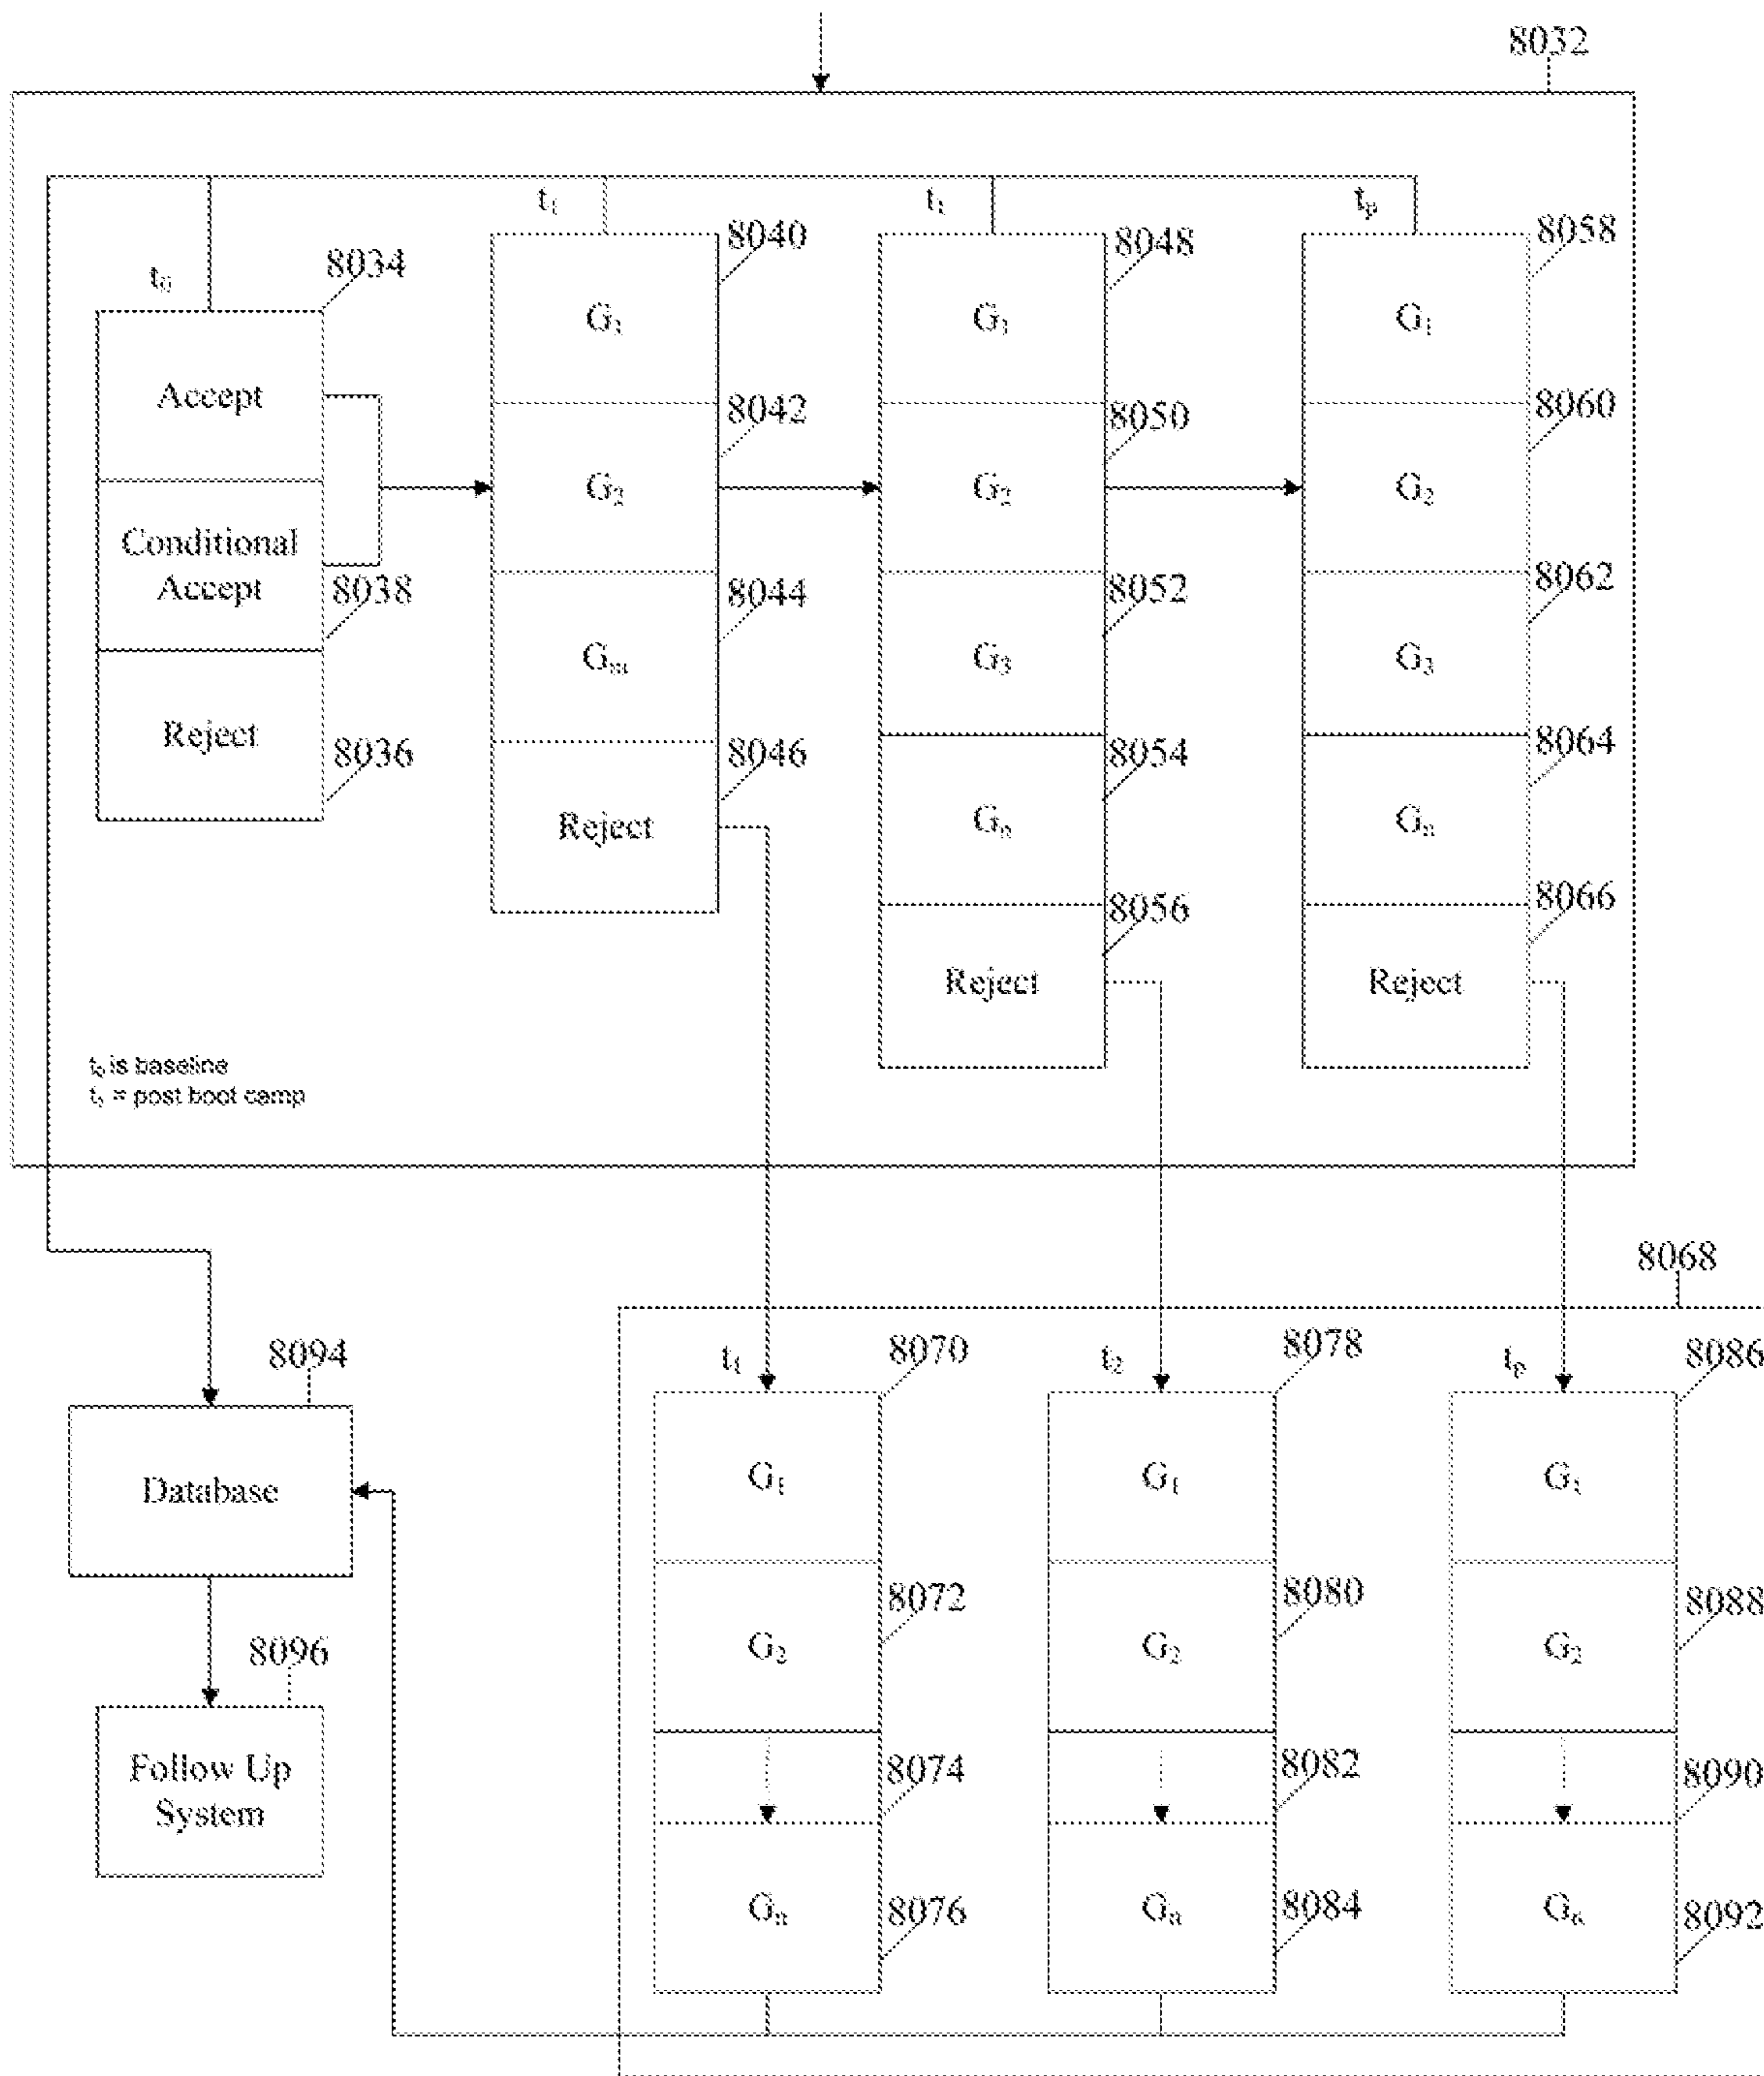 8032
t₀
t₁
t₁
tₚ
8034
8040
8048
8058
Accept
G₁
G₁
G₁
8042
8050
8060
Conditional
Accept
G₂
G₂
G₂
8038
8044
8052
8062
Gₘ
G₃
G₃
Reject
8036
8046
8054
8064
Reject
Gₙ
Gₙ
8056
8066
Reject
Reject
t₀ is baseline
t₁ = post boot camp
8068
8094
t₁
8070
t₂
8078
tₚ
8086
Database
G₁
G₁
G₁
8072
8080
8088
8096
G₂
G₂
G₂
Follow Up
System
8074
8082
8090
Gₙ
Gₙ
Gₙ
8076
8084
8092